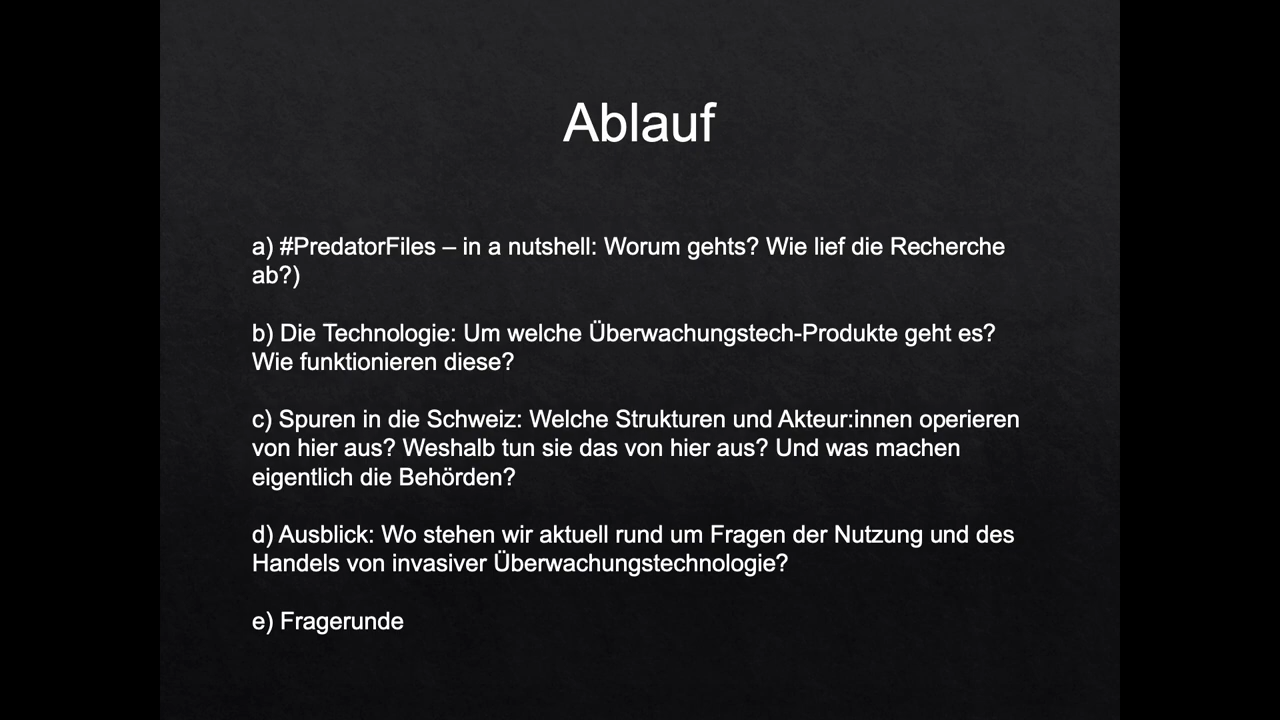 Ablauf
a) #PredatorFiles – in a nutshell: Worum gehts? Wie lief die Recherche
ab?)
b) Die Technologie: Um welche Überwachungstech-Produkte geht es?
Wie funktionieren diese?
c) Spuren in die Schweiz: Welche Strukturen und Akteur:innen operieren
von hier aus? Weshalb tun sie das von hier aus? Und was machen
eigentlich die Behörden?
d) Ausblick: Wo stehen wir aktuell rund um Fragen der Nutzung und des
Handels von invasiver Überwachungstechnologie?
e) Fragerunde